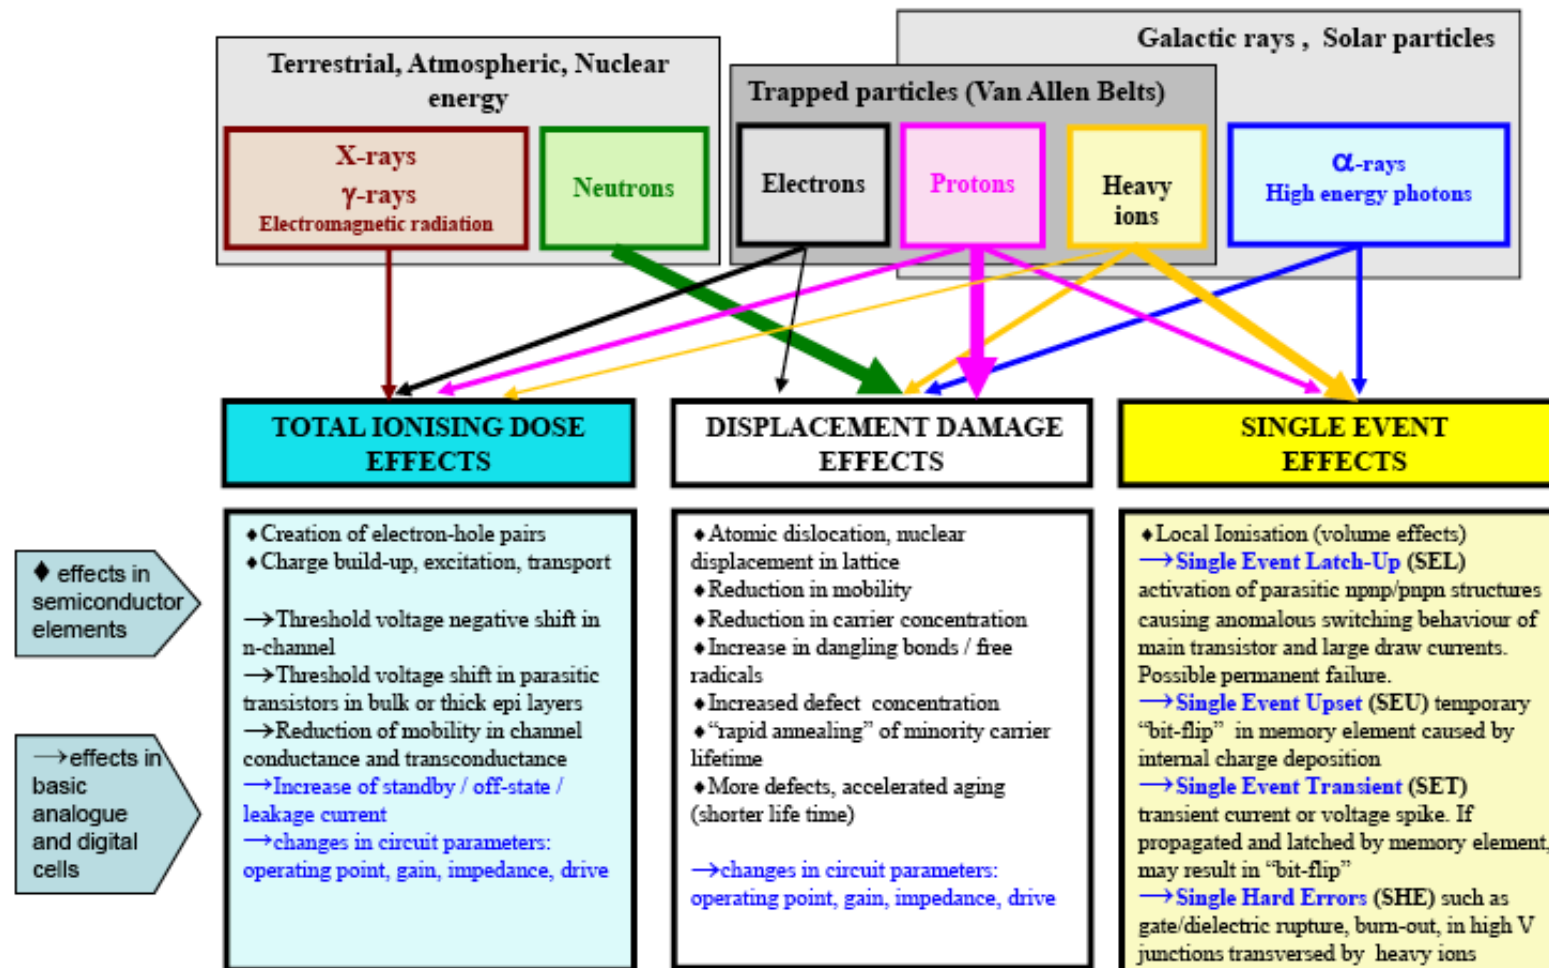 Galactic rays , Solar particles
Terrestrial, Atmospheric, Nuclear
energy
Trapped particles (Van Allen Belts)
X-rays
γ-rays
Electromagnetic radiation
Neutrons
Electrons
Protons
Heavy
ions
α-rays
High energy photons
TOTAL IONISING DOSE
EFFECTS
DISPLACEMENT DAMAGE
EFFECTS
SINGLE EVENT
EFFECTS
♦ effects in
semiconductor
elements
→effects in
basic
analogue
and digital
cells
♦Creation of electron-hole pairs
♦Charge build-up, excitation, transport
→Threshold voltage negative shift in
n-channel
→Threshold voltage shift in parasitic
transistors in bulk or thick epi layers
→Reduction of mobility in channel
conductance and transconductance
→Increase of standby / off-state /
leakage current
→changes in circuit parameters:
operating point, gain, impedance, drive
♦Atomic dislocation, nuclear
displacement in lattice
♦Reduction in mobility
♦Reduction in carrier concentration
♦Increase in dangling bonds / free
radicals
♦Increased defect concentration
♦“rapid annealing” of minority carrier
lifetime
♦More defects, accelerated aging
(shorter life time)
→changes in circuit parameters:
operating point, gain, impedance, drive
♦Local Ionisation (volume effects)
→Single Event Latch-Up (SEL)
activation of parasitic npnp/pnpn structures
causing anomalous switching behaviour of
main transistor and large draw currents.
Possible permanent failure.
→Single Event Upset (SEU) temporary
“bit-flip” in memory element caused by
internal charge deposition
→Single Event Transient (SET)
transient current or voltage spike. If
propagated and latched by memory element,
may result in “bit-flip”
→Single Hard Errors (SHE) such as
gate/dielectric rupture, burn-out, in high V
junctions transversed by heavy ions